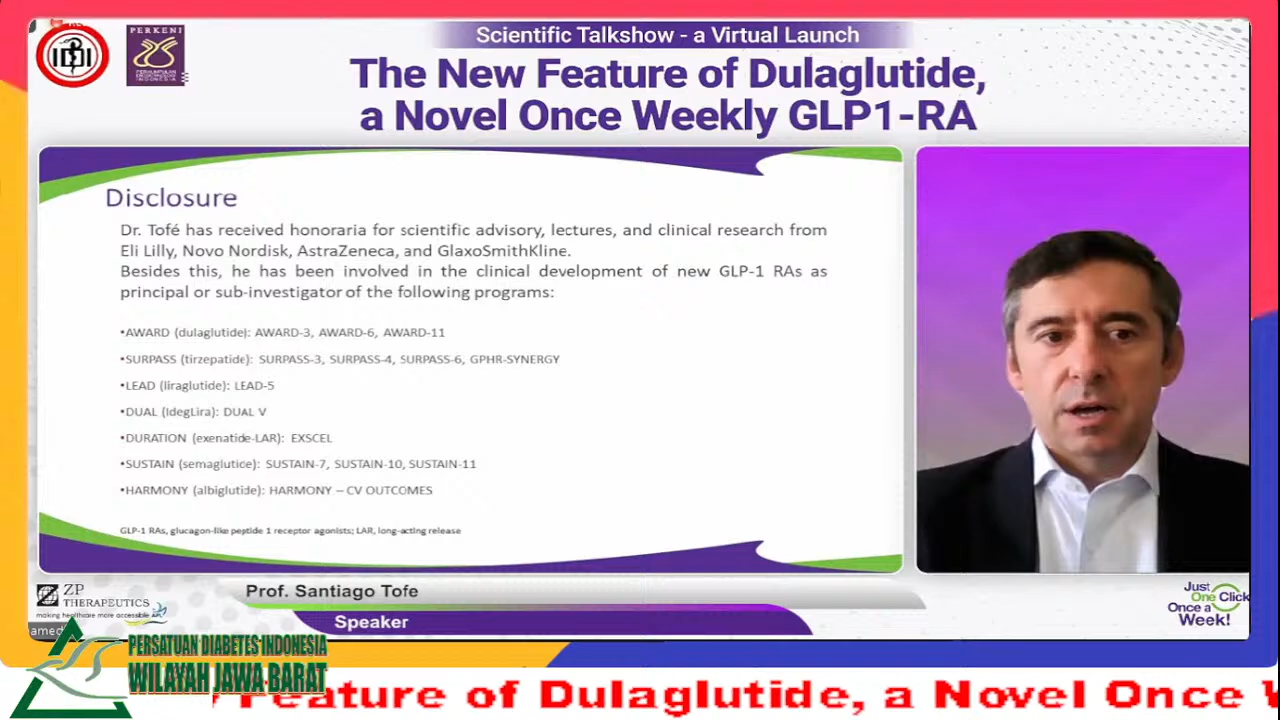 Scientific Talkshow - a Virtual Launch
The New Feature of Dulaglutide,
a Novel Once Weekly GLP1-RA
IDI
PERKENI
Disclosure
Dr. Tofé has received honoraria for scientific advisory, lectures, and clinical research from
Eli Lilly, Novo Nordisk, AstraZeneca, and GlaxoSmithKline.
Besides this, he has been involved in the clinical development of new GLP-1 RAs as
principal or sub-investigator of the following programs:
•AWARD (dulaglutide): AWARD-3, AWARD-6, AWARD-11
•SURPASS (tirzepatide): SURPASS-3, SURPASS-4, SURPASS-6, GPHR-SYNERGY
•LEAD (liraglutide): LEAD-5
•DUAL (IdegLira): DUAL V
•DURATION (exenatide-LAR): EXSCEL
•SUSTAIN (semaglutide): SUSTAIN-7, SUSTAIN-10, SUSTAIN-11
•HARMONY (albiglutide): HARMONY – CV OUTCOMES
GLP-1 RAs, glucagon-like peptide 1 receptor agonists; LAR, long-acting release
ZP
THERAPEUTICS
making healthcare more accessible
Prof. Santiago Tofe
Speaker
Just
One Click
Once a
Week!
PERSATUAN DIABETES INDONESIA
WILAYAH JAWA BARAT
Feature of Dulaglutide, a Novel Once